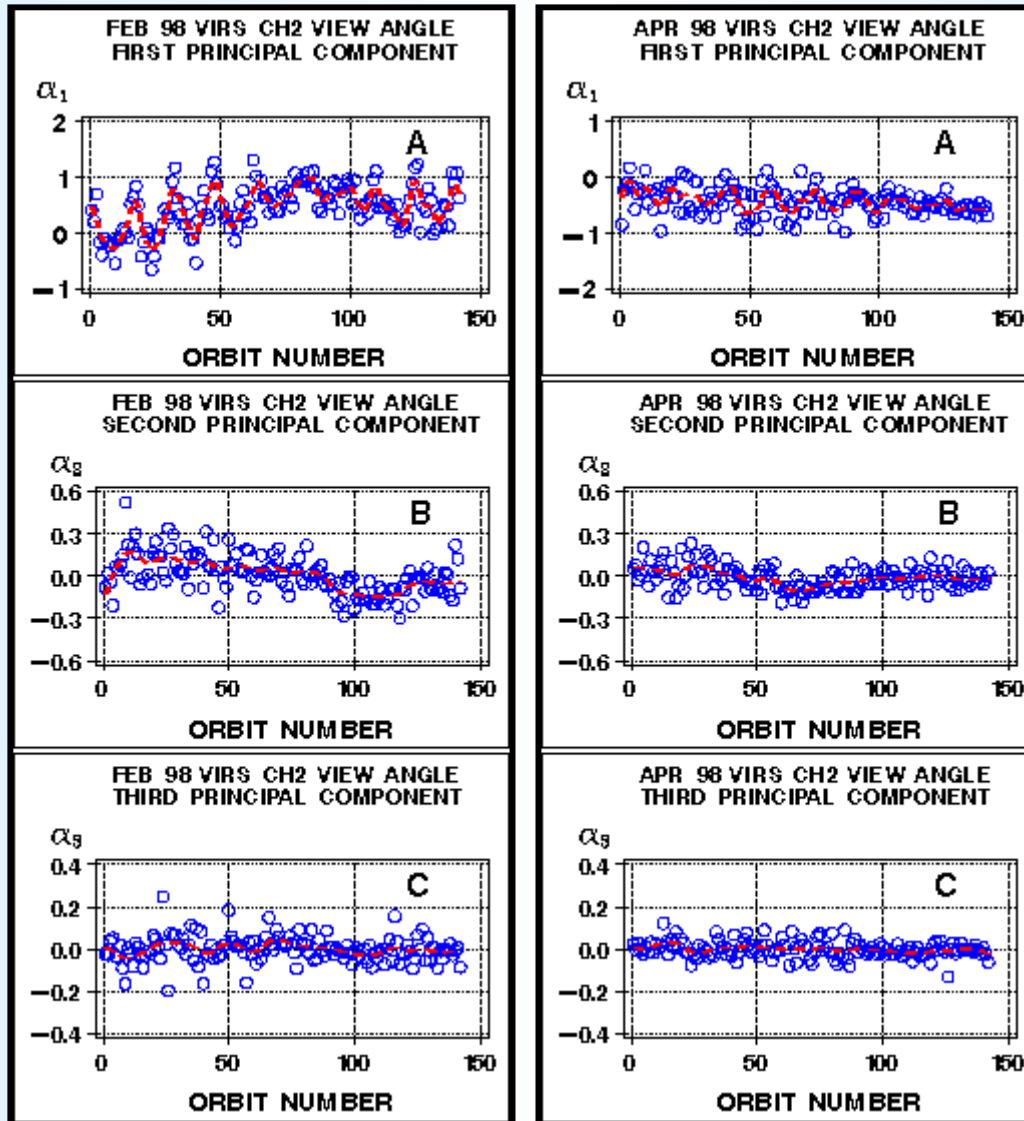 FEB 98 VIRS CH2 VIEW ANGLE
FIRST PRINCIPAL COMPONENT
α₁
A
2
1
0
−1
0 50 100 150
ORBIT NUMBER
FEB 98 VIRS CH2 VIEW ANGLE
SECOND PRINCIPAL COMPONENT
α₂
B
0.6
0.3
0.0
−0.3
−0.6
0 50 100 150
ORBIT NUMBER
FEB 98 VIRS CH2 VIEW ANGLE
THIRD PRINCIPAL COMPONENT
α₃
C
0.4
0.2
0.0
−0.2
−0.4
0 50 100 150
ORBIT NUMBER
APR 98 VIRS CH2 VIEW ANGLE
FIRST PRINCIPAL COMPONENT
α₁
A
1
0
−1
−2
0 50 100 150
ORBIT NUMBER
APR 98 VIRS CH2 VIEW ANGLE
SECOND PRINCIPAL COMPONENT
α₂
B
0.6
0.3
0.0
−0.3
−0.6
0 50 100 150
ORBIT NUMBER
APR 98 VIRS CH2 VIEW ANGLE
THIRD PRINCIPAL COMPONENT
α₃
C
0.4
0.2
0.0
−0.2
−0.4
0 50 100 150
ORBIT NUMBER